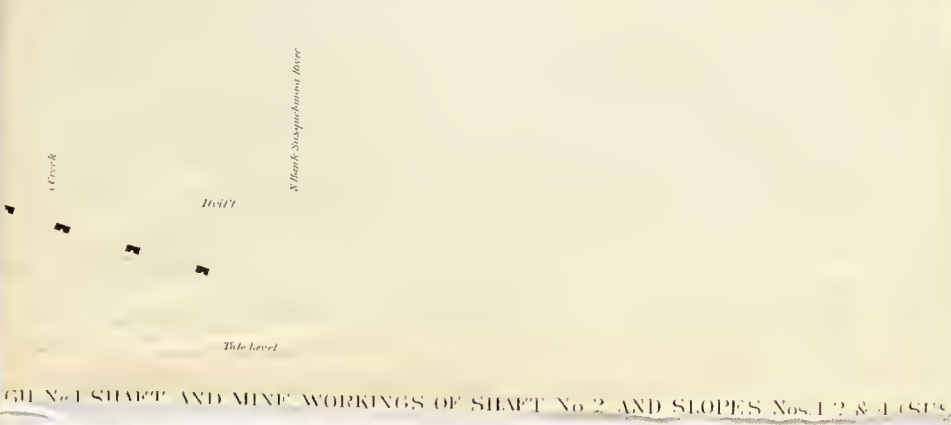 N Bank Susquehanna River
Creek
Drift
Tide Level
GH No 1 SHAFT AND MINE WORKINGS OF SHAFT No 2 AND SLOPES Nos. 1 2 & 4